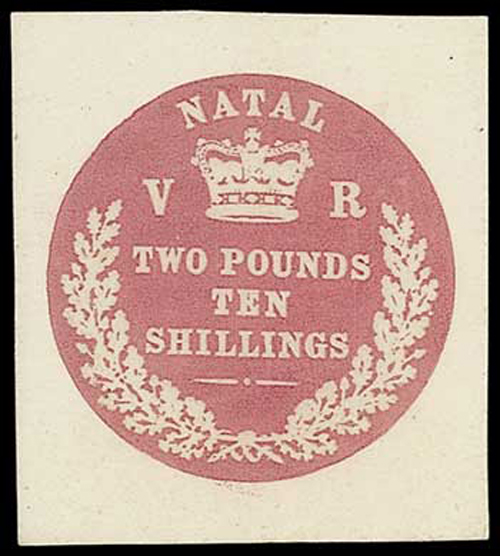 NATAL
V R
TWO POUNDS
TEN
SHILLINGS